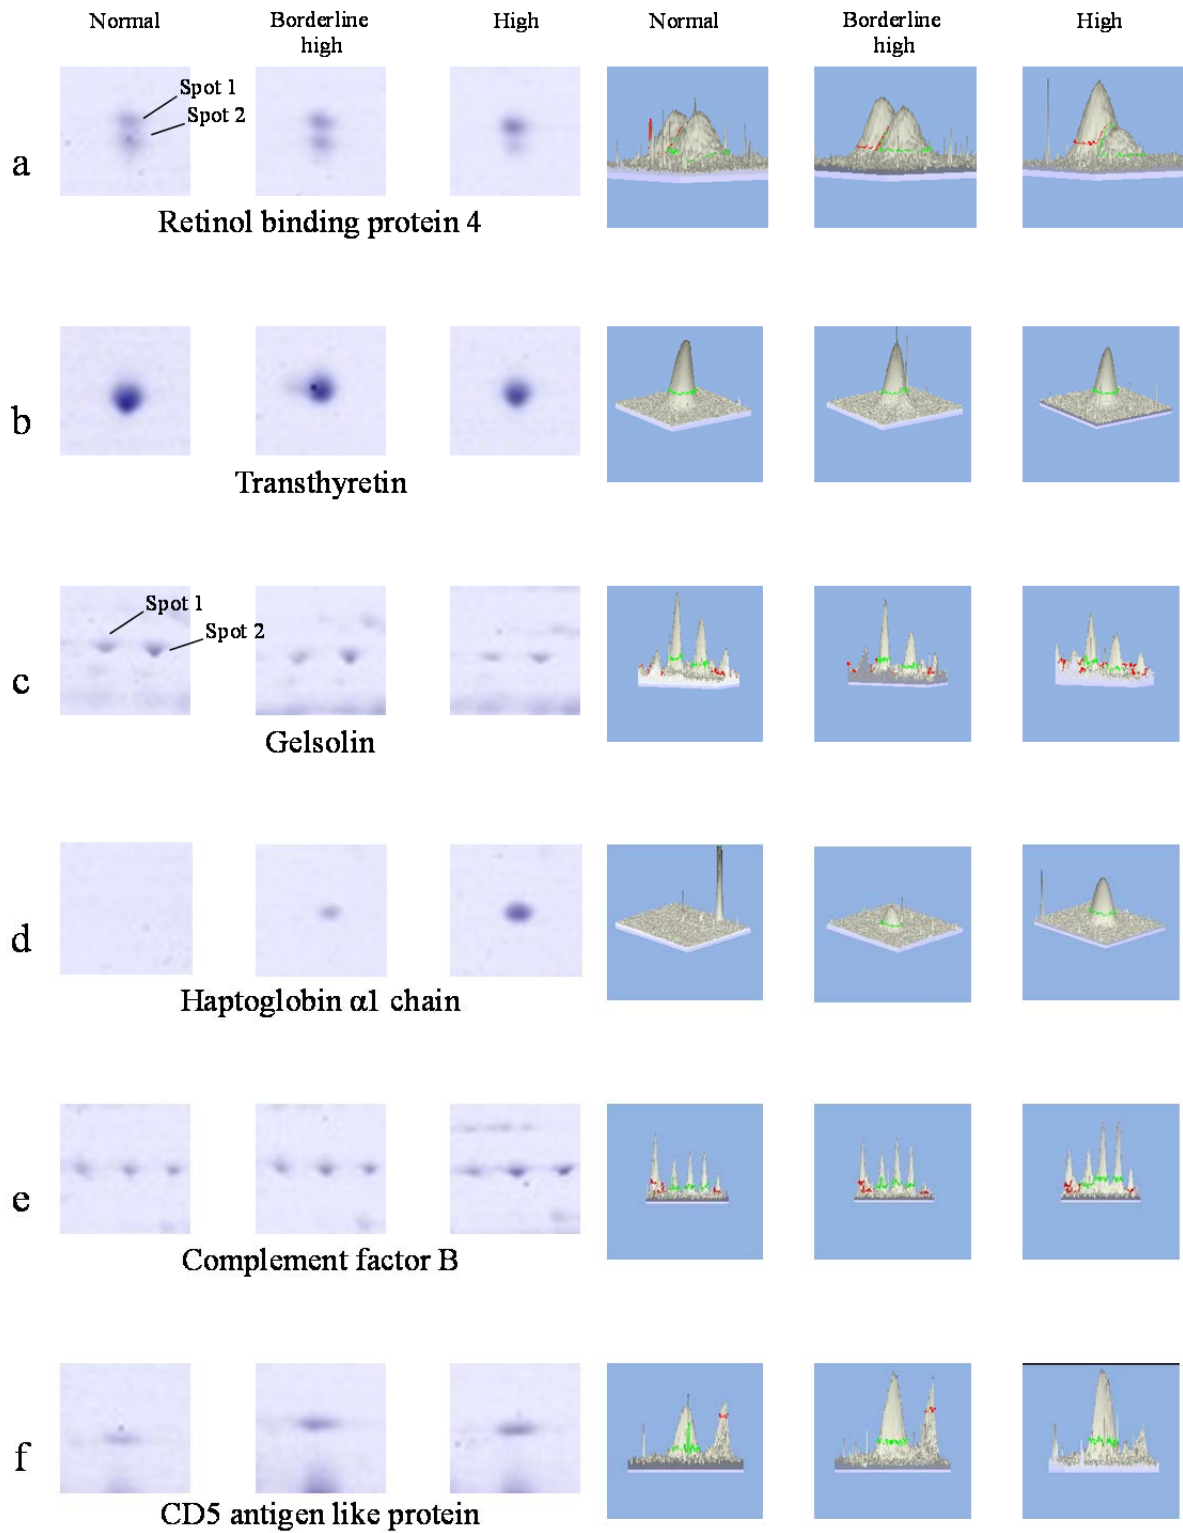 Normal Borderline high High Normal Borderline high High
Spot 1
Spot 2
a
Retinol binding protein 4
b
Transthyretin
Spot 1
Spot 2
c
Gelsolin
d
Haptoglobin α1 chain
e
Complement factor B
f
CD5 antigen like protein